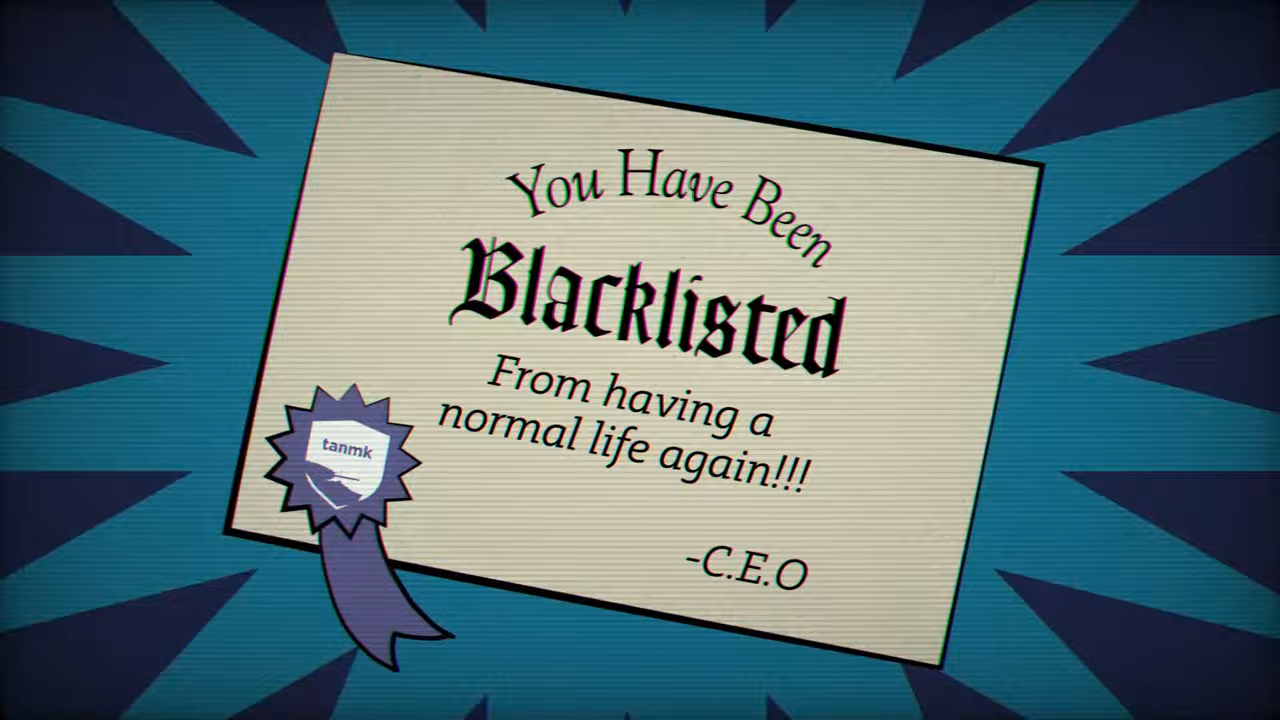 You Have Been
Blacklisted
From having a
normal life again!!!
-C.E.O
tanmk